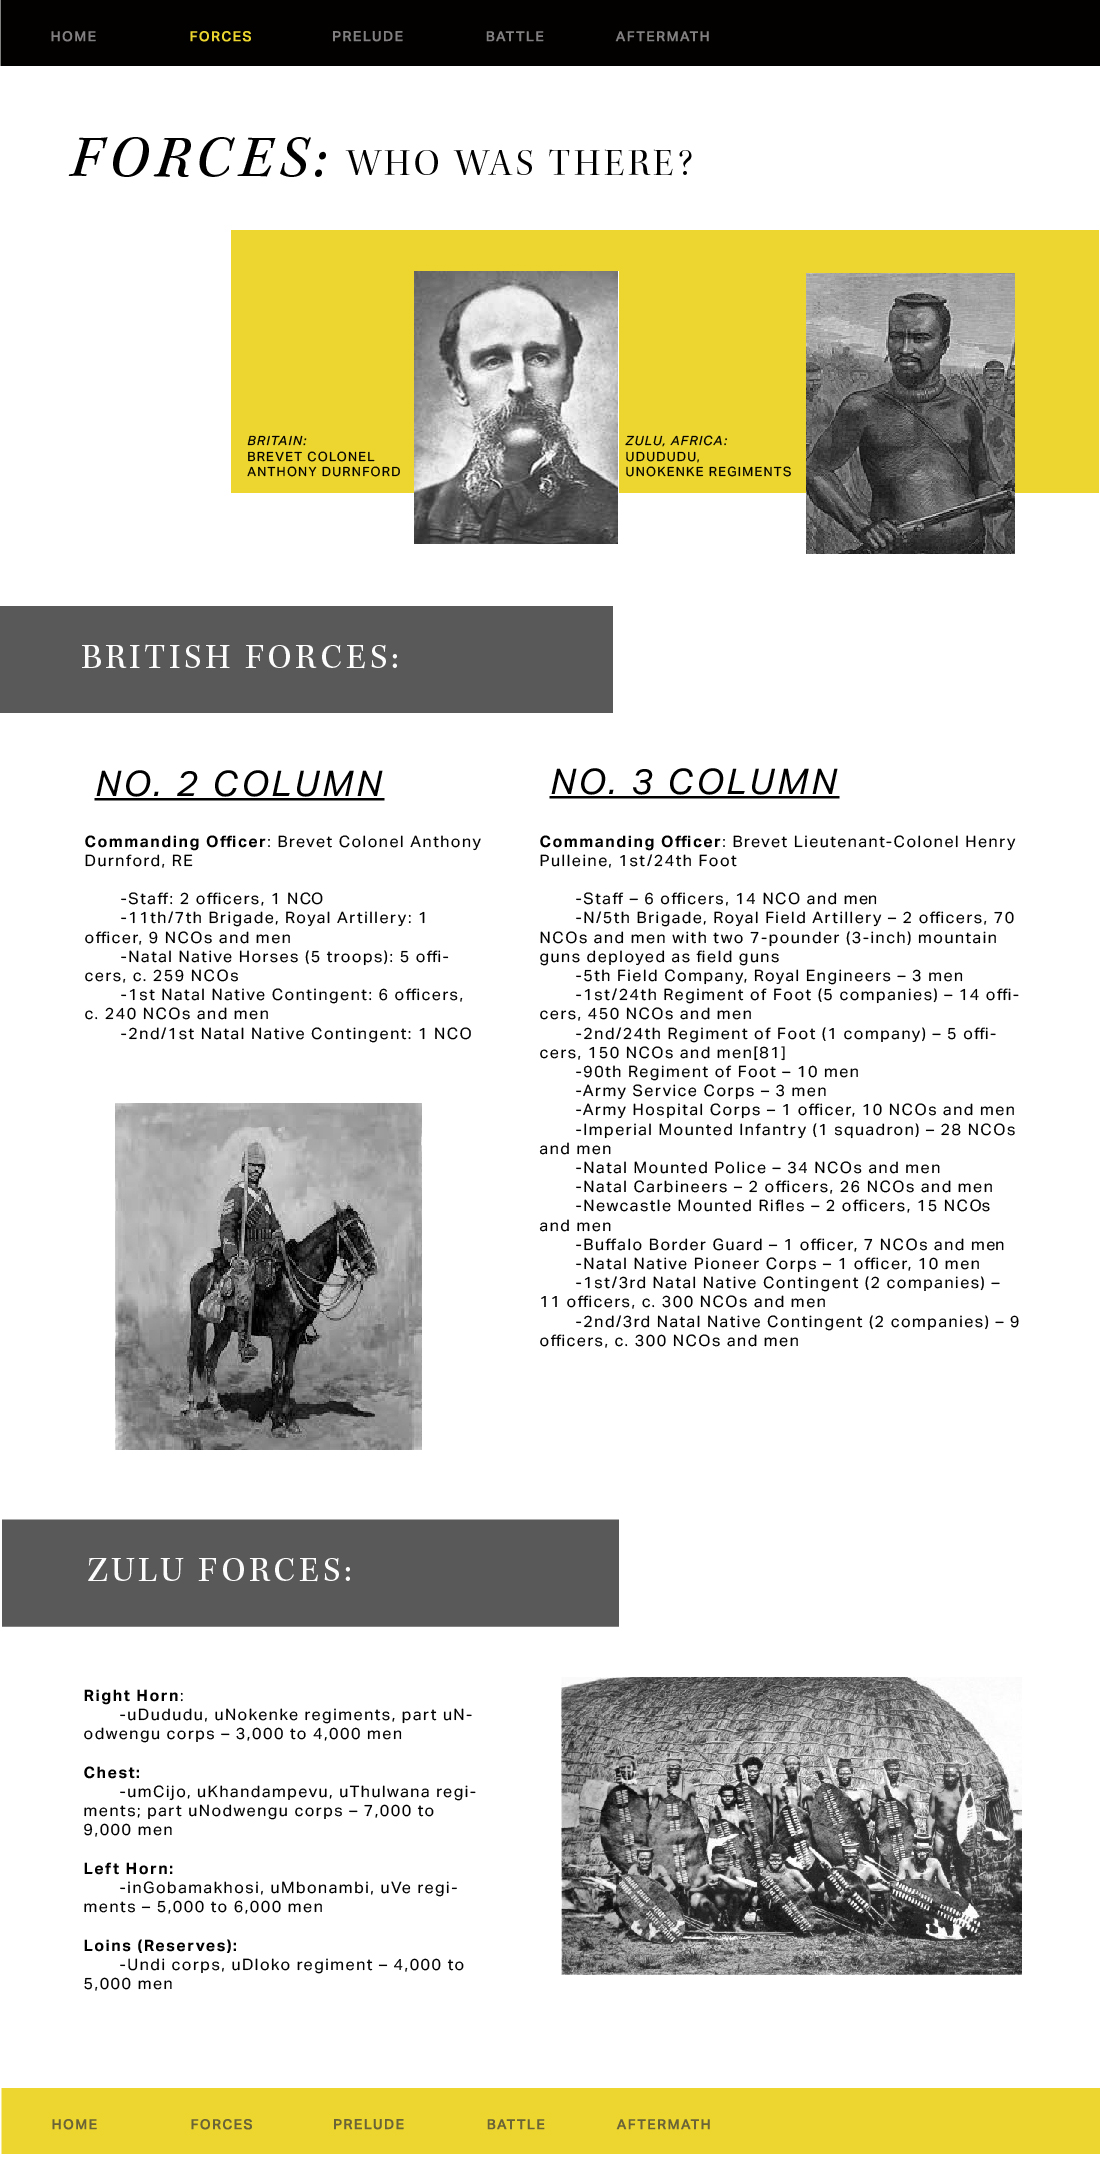 HOME FORCES PRELUDE BATTLE AFTERMATH
FORCES: WHO WAS THERE?
BRITAIN:
BREVET COLONEL
ANTHONY DURNFORD
ZULU, AFRICA:
UDUDUDU,
UNOKENKE REGIMENTS
BRITISH FORCES:
NO. 2 COLUMN
Commanding Officer: Brevet Colonel Anthony
Durnford, RE
-Staff: 2 officers, 1 NCO
-11th/7th Brigade, Royal Artillery: 1
officer, 9 NCOs and men
-Natal Native Horses (5 troops): 5 offi-
cers, c. 259 NCOs
-1st Natal Native Contingent: 6 officers,
c. 240 NCOs and men
-2nd/1st Natal Native Contingent: 1 NCO
NO. 3 COLUMN
Commanding Officer: Brevet Lieutenant-Colonel Henry
Pulleine, 1st/24th Foot
-Staff – 6 officers, 14 NCO and men
-N/5th Brigade, Royal Field Artillery – 2 officers, 70
NCOs and men with two 7-pounder (3-inch) mountain
guns deployed as field guns
-5th Field Company, Royal Engineers – 3 men
-1st/24th Regiment of Foot (5 companies) – 14 offi-
cers, 450 NCOs and men
-2nd/24th Regiment of Foot (1 company) – 5 offi-
cers, 150 NCOs and men[81]
-90th Regiment of Foot – 10 men
-Army Service Corps – 3 men
-Army Hospital Corps – 1 officer, 10 NCOs and men
-Imperial Mounted Infantry (1 squadron) – 28 NCOs
and men
-Natal Mounted Police – 34 NCOs and men
-Natal Carbineers – 2 officers, 26 NCOs and men
-Newcastle Mounted Rifles – 2 officers, 15 NCOs
and men
-Buffalo Border Guard – 1 officer, 7 NCOs and men
-Natal Native Pioneer Corps – 1 officer, 10 men
-1st/3rd Natal Native Contingent (2 companies) –
11 officers, c. 300 NCOs and men
-2nd/3rd Natal Native Contingent (2 companies) – 9
officers, c. 300 NCOs and men
ZULU FORCES:
Right Horn:
-uDududu, uNokenke regiments, part uN-
odwengu corps – 3,000 to 4,000 men
Chest:
-umCijo, uKhandampevu, uThulwana regi-
ments; part uNodwengu corps – 7,000 to
9,000 men
Left Horn:
-inGobamakhosi, uMbonambi, uVe regi-
ments – 5,000 to 6,000 men
Loins (Reserves):
-Undi corps, uDloko regiment – 4,000 to
5,000 men
HOME FORCES PRELUDE BATTLE AFTERMATH